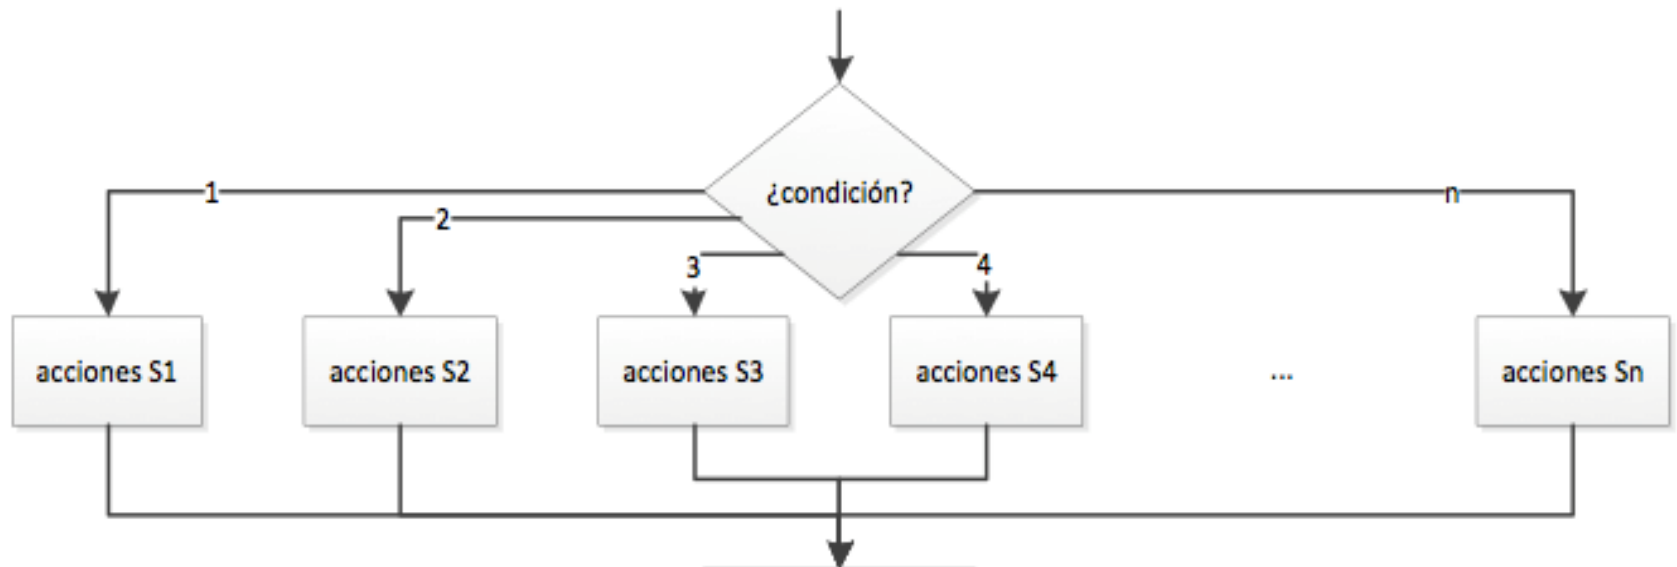 ¿condición?
1
n
2
3
4
acciones S1
acciones S2
acciones S3
acciones S4
...
acciones Sn